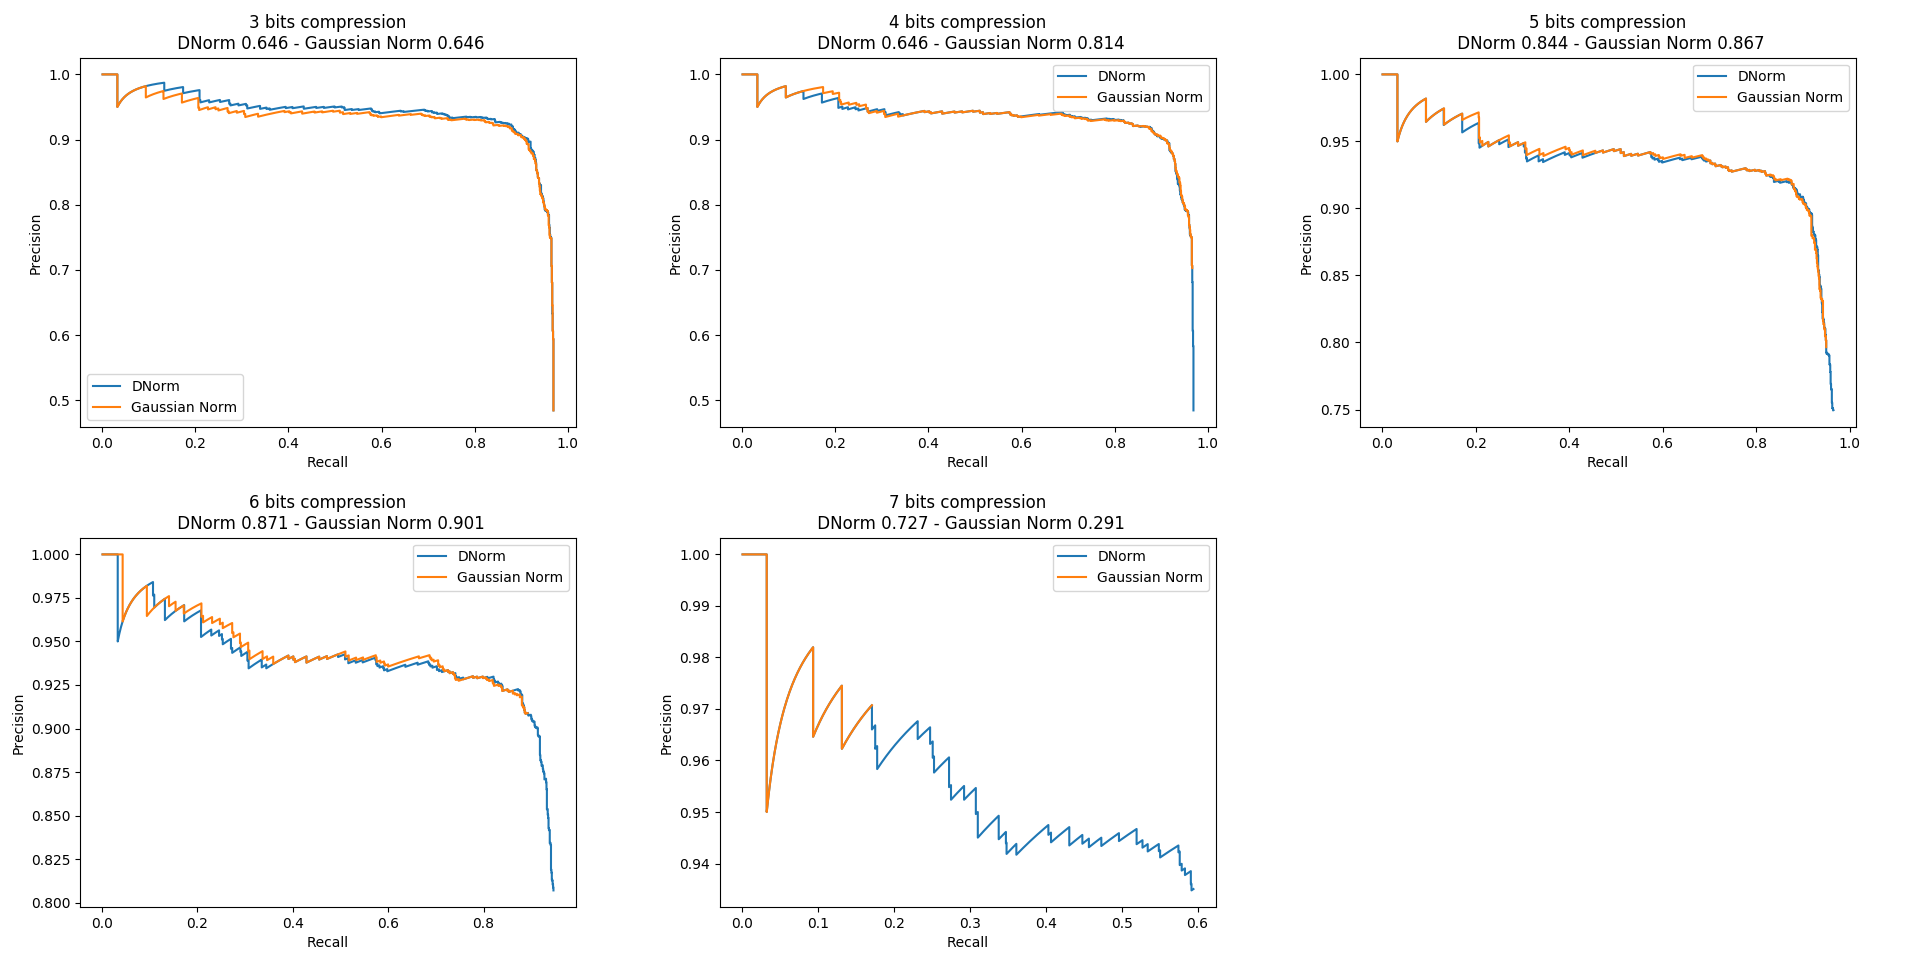 3 bits compression
DNorm 0.646 - Gaussian Norm 0.646
1.0
0.9
0.8
0.7
0.6
0.5
Precision
DNorm
Gaussian Norm
0.0 0.2 0.4 0.6 0.8 1.0
Recall
4 bits compression
DNorm 0.646 - Gaussian Norm 0.814
DNorm
Gaussian Norm
1.0
0.9
0.8
0.7
0.6
0.5
Precision
0.0 0.2 0.4 0.6 0.8 1.0
Recall
5 bits compression
DNorm 0.844 - Gaussian Norm 0.867
DNorm
Gaussian Norm
1.00
0.95
0.90
0.85
0.80
0.75
Precision
0.0 0.2 0.4 0.6 0.8 1.0
Recall
6 bits compression
DNorm 0.871 - Gaussian Norm 0.901
DNorm
Gaussian Norm
1.000
0.975
0.950
0.925
0.900
0.875
0.850
0.825
0.800
Precision
0.0 0.2 0.4 0.6 0.8
Recall
7 bits compression
DNorm 0.727 - Gaussian Norm 0.291
DNorm
Gaussian Norm
1.00
0.99
0.98
0.97
0.96
0.95
0.94
Precision
0.0 0.1 0.2 0.3 0.4 0.5 0.6
Recall